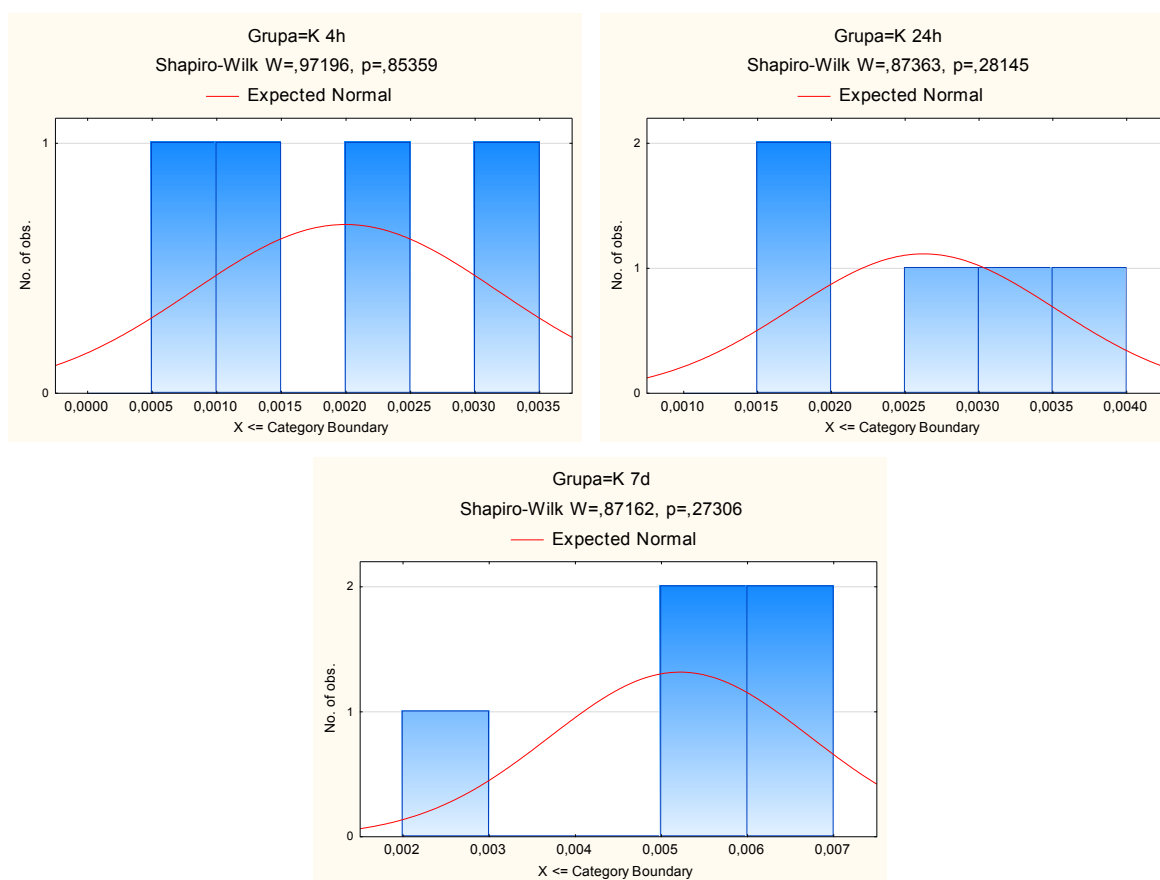 Grupa=K 4h
Shapiro-Wilk W=,97196, p=,85359
Expected Normal
1
0
No. of obs.
0,0000 0,0005 0,0010 0,0015 0,0020 0,0025 0,0030 0,0035
X <= Category Boundary
Grupa=K 24h
Shapiro-Wilk W=,87363, p=,28145
Expected Normal
2
1
0
No. of obs.
0,0010 0,0015 0,0020 0,0025 0,0030 0,0035 0,0040
X <= Category Boundary
Grupa=K 7d
Shapiro-Wilk W=,87162, p=,27306
Expected Normal
2
1
0
No. of obs.
0,002 0,003 0,004 0,005 0,006 0,007
X <= Category Boundary